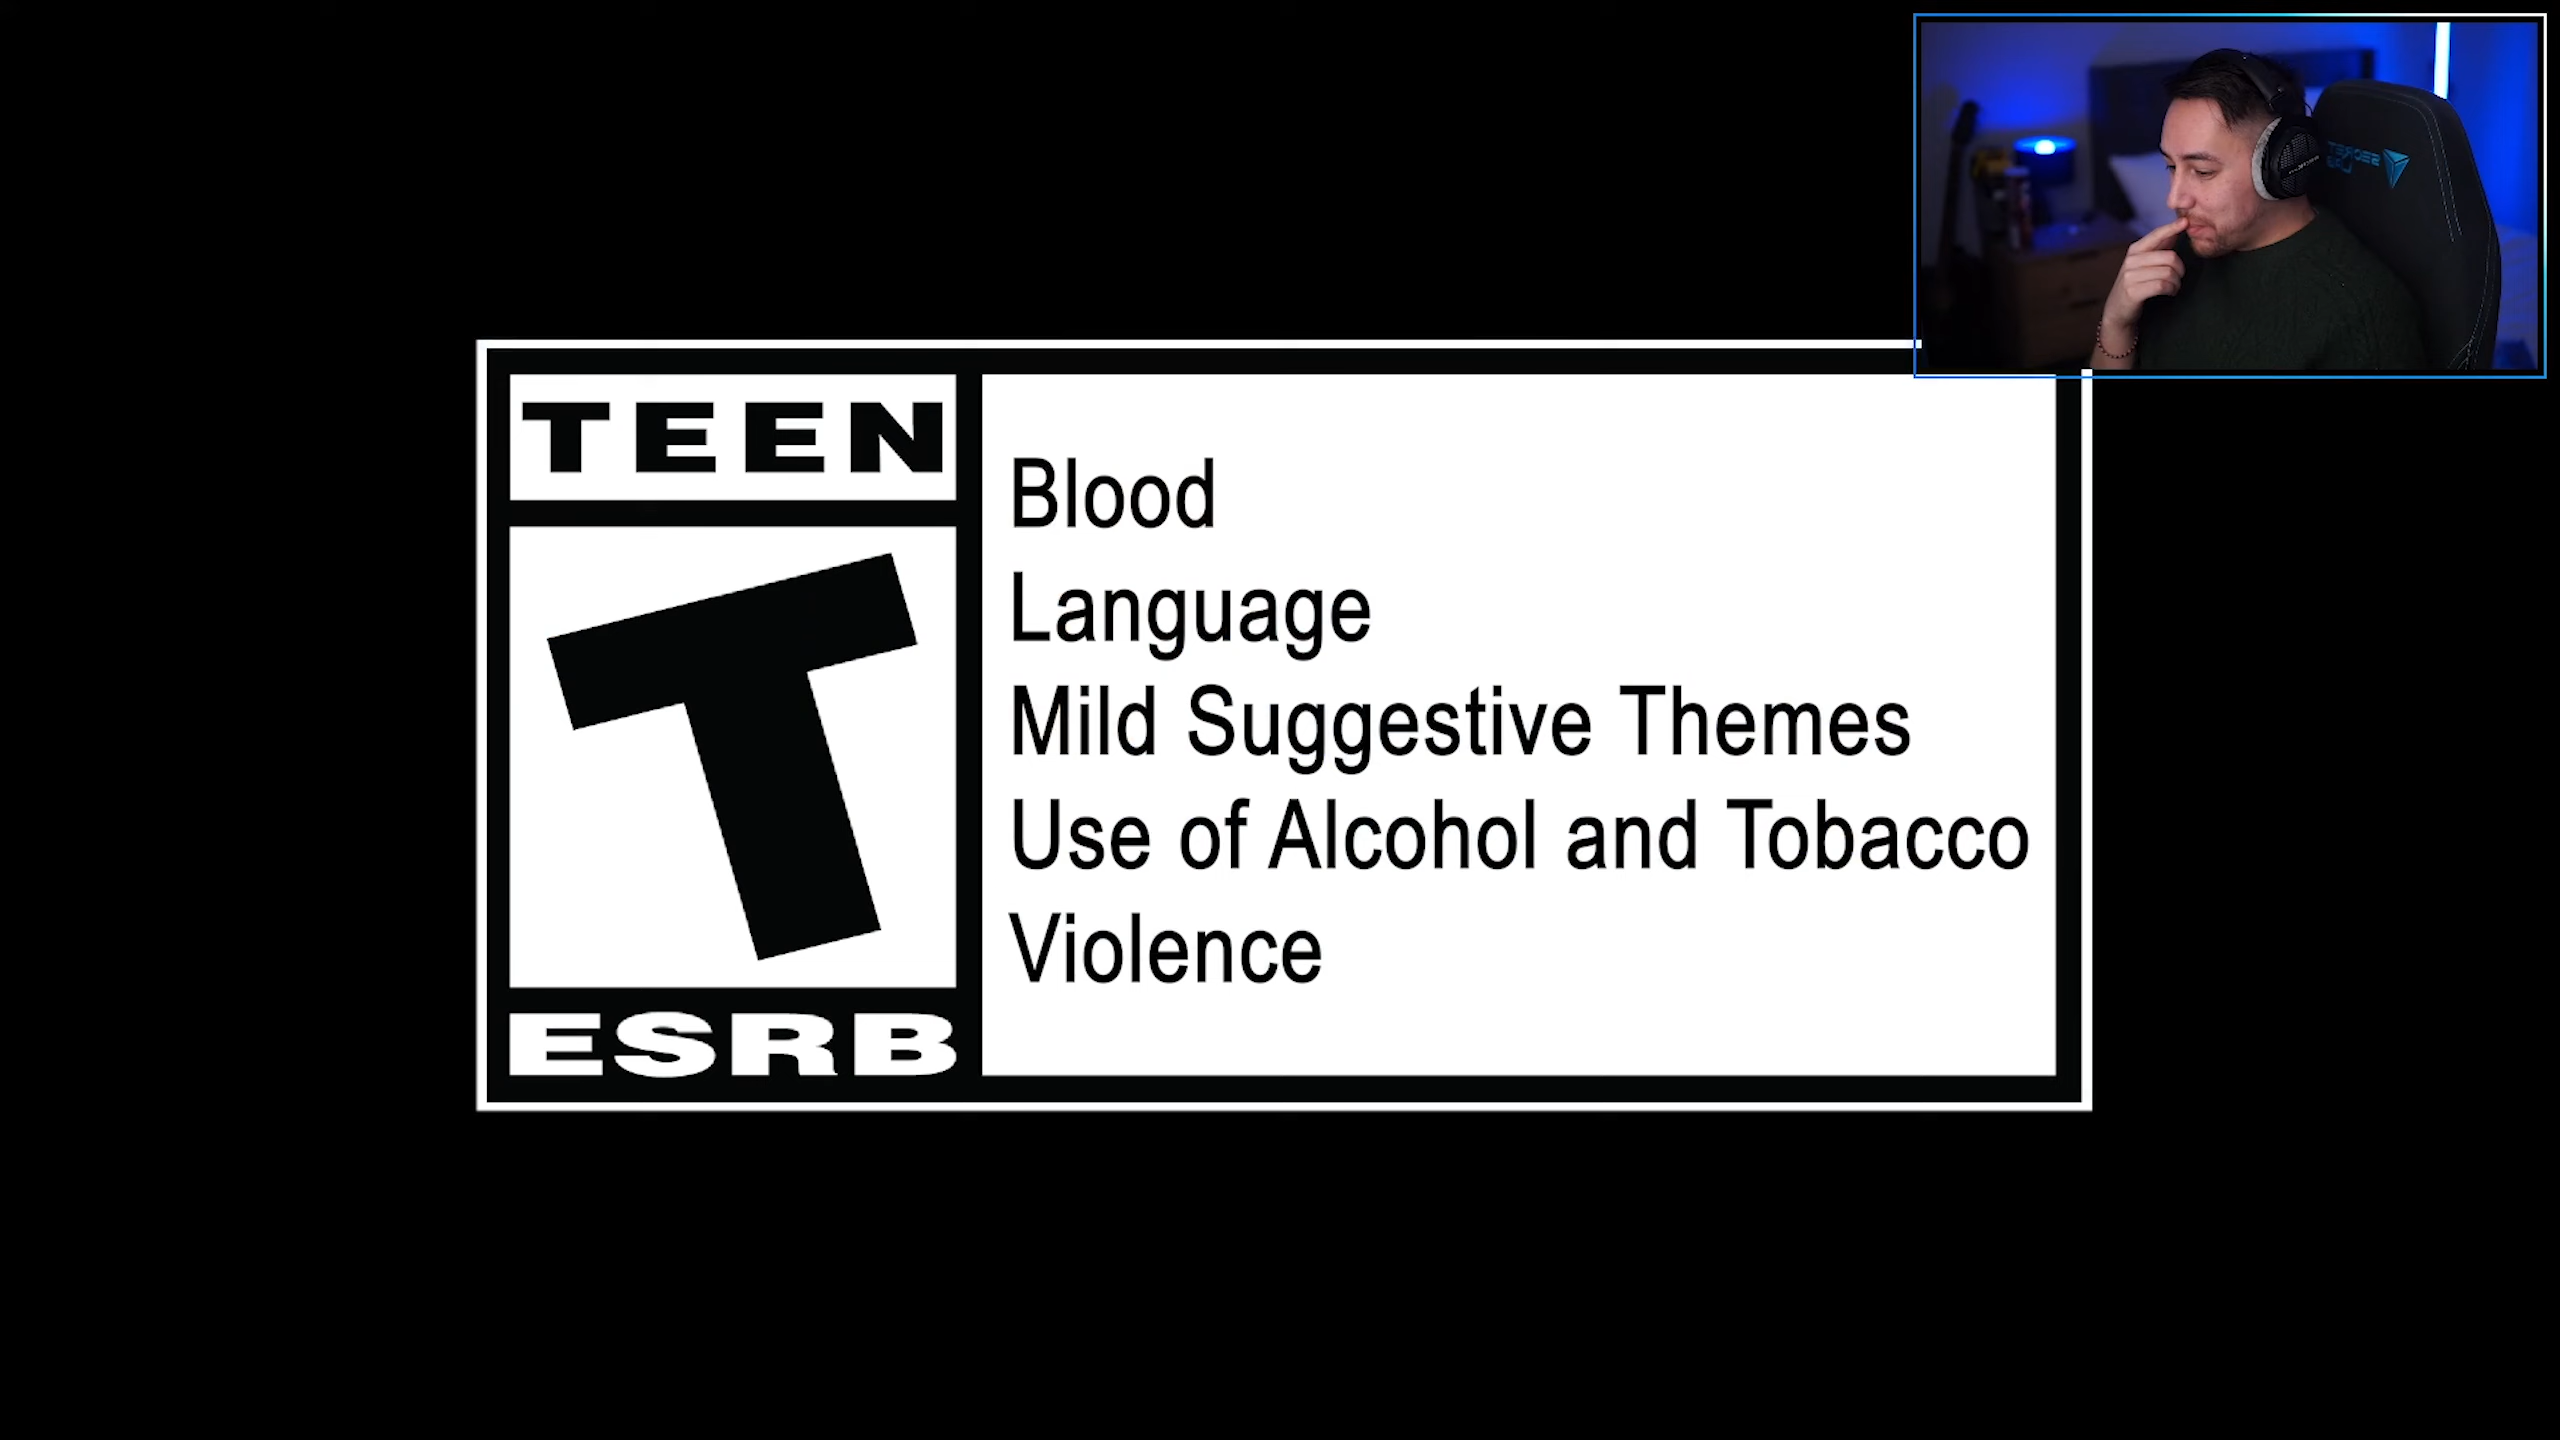 TEEN
T
ESRB
Blood
Language
Mild Suggestive Themes
Use of Alcohol and Tobacco
Violence